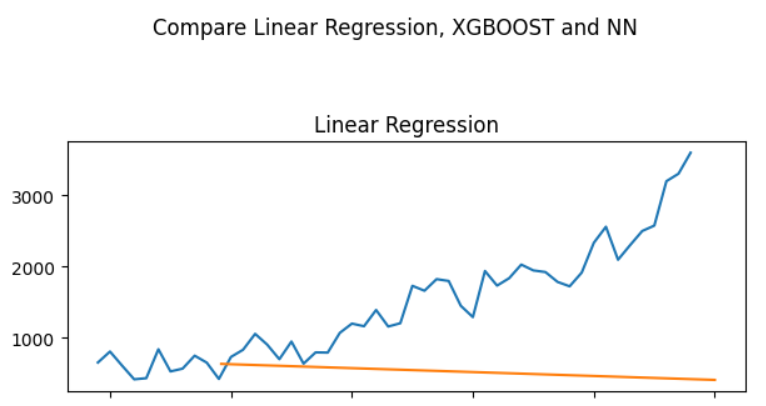 Compare Linear Regression, XGBOOST and NN
Linear Regression
3000
2000
1000